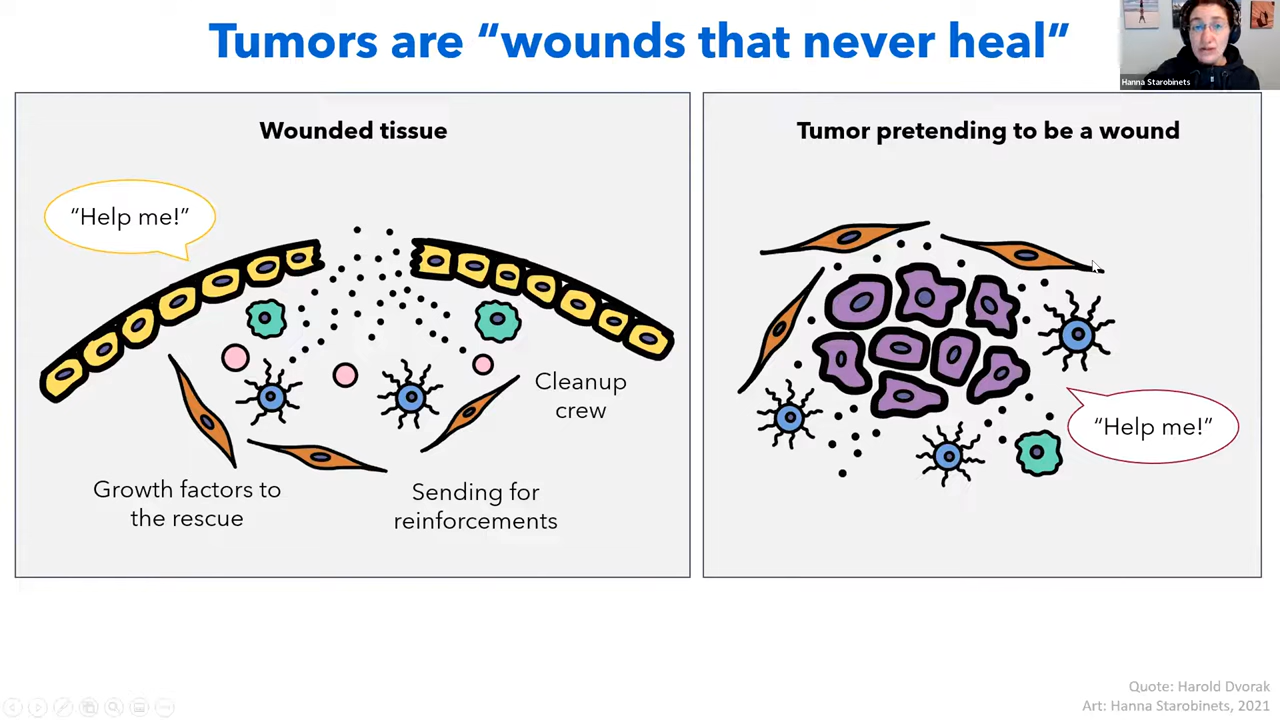 Tumors are “wounds that never heal”
Hanna Starobinets
Wounded tissue
“Help me!”
Cleanup
crew
Growth factors to
the rescue
Sending for
reinforcements
Tumor pretending to be a wound
“Help me!”
Quote: Harold Dvorak
Art: Hanna Starobinets, 2021